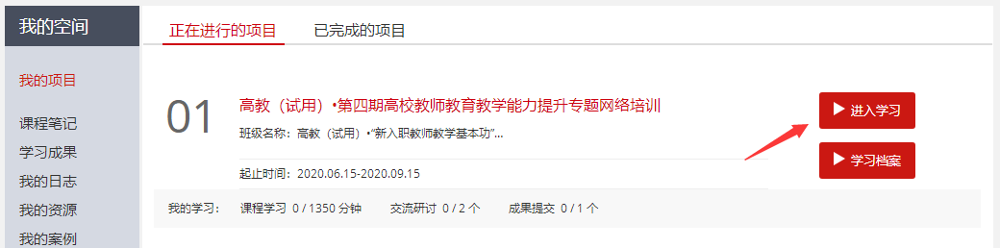 我的空间
正在进行的项目 已完成的项目
我的项目
课程笔记
学习成果
我的日志
我的资源
我的案例
01
高教（试用）•第四期高校教师教育教学能力提升专题网络培训
班级名称：高教（试用）•“新入职教师教学基本功”...
起止时间：2020.06.15-2020.09.15
进入学习
学习档案
我的学习： 课程学习 0 / 1350 分钟 交流研讨 0 / 2 个 成果提交 0 / 1 个